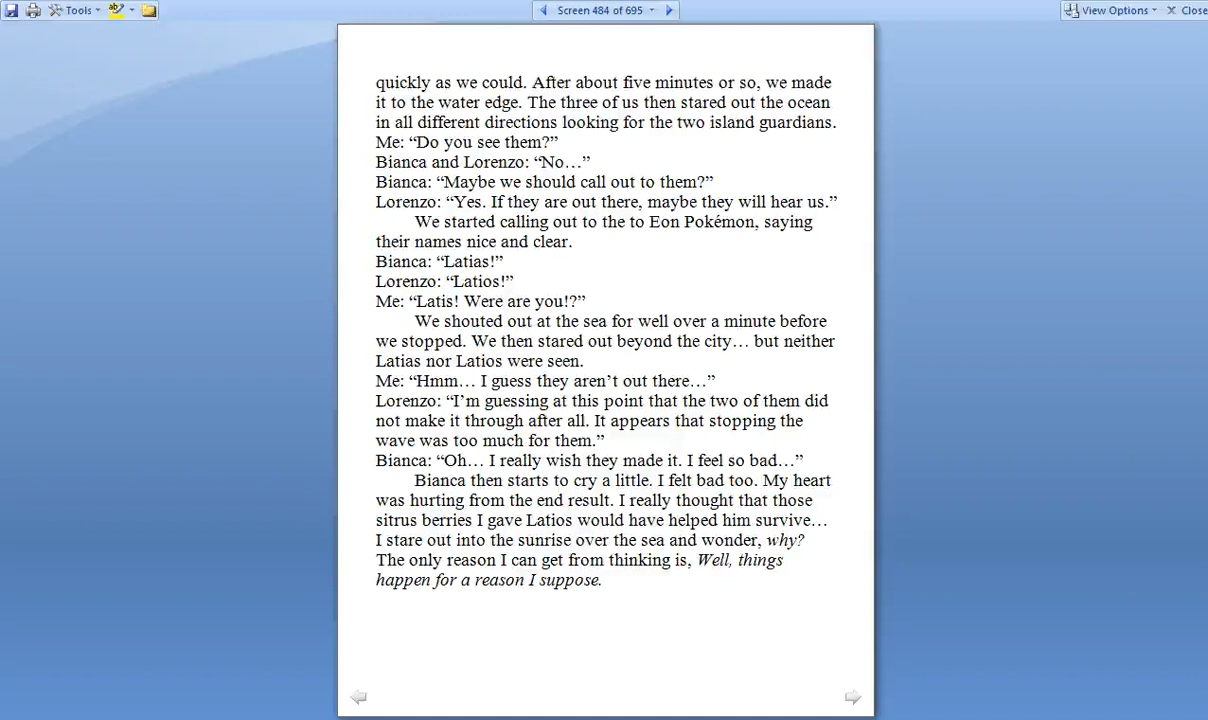 Tools
Screen 484 of 695
View Options
Close
quickly as we could. After about five minutes or so, we made
it to the water edge. The three of us then stared out the ocean
in all different directions looking for the two island guardians.
Me: “Do you see them?”
Bianca and Lorenzo: “No…”
Bianca: “Maybe we should call out to them?”
Lorenzo: “Yes. If they are out there, maybe they will hear us.”
We started calling out to the to Eon Pokémon, saying
their names nice and clear.
Bianca: “Latias!”
Lorenzo: “Latios!”
Me: “Latis! Were are you!?”
We shouted out at the sea for well over a minute before
we stopped. We then stared out beyond the city… but neither
Latias nor Latios were seen.
Me: “Hmm… I guess they aren’t out there…”
Lorenzo: “I’m guessing at this point that the two of them did
not make it through after all. It appears that stopping the
wave was too much for them.”
Bianca: “Oh… I really wish they made it. I feel so bad…”
Bianca then starts to cry a little. I felt bad too. My heart
was hurting from the end result. I really thought that those
sitrus berries I gave Latios would have helped him survive…
I stare out into the sunrise over the sea and wonder, why?
The only reason I can get from thinking is, Well, things
happen for a reason I suppose.